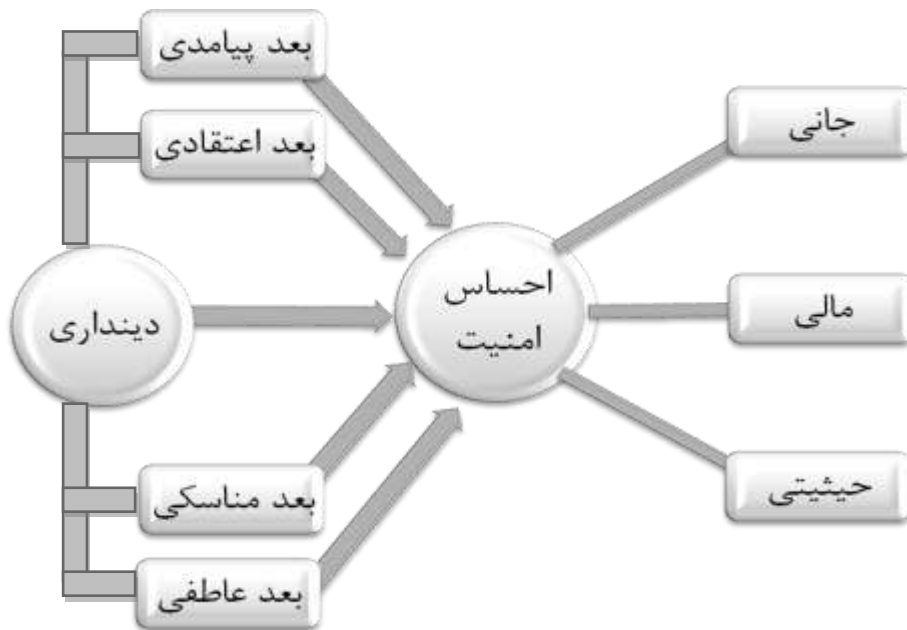 بعد پیامدی
بعد اعتقادی
دینداری
بعد مناسکی
بعد عاطفی
احساس
امنیت
جانی
مالی
حیثیتی